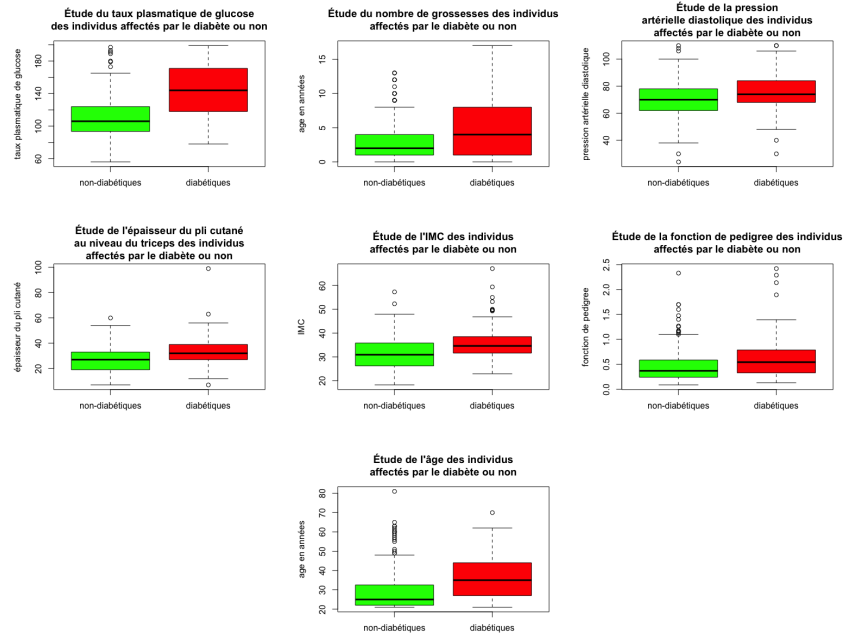 Étude du taux plasmatique de glucose
des individus affectés par le diabète ou non
taux plasmatique de glucose
200
140
100
60
non-diabétiques
diabétiques
Étude du nombre de grossesses des individus
affectés par le diabète ou non
age en années
15
10
5
0
non-diabétiques
diabétiques
Étude de la pression
artérielle diastolique des individus
affectés par le diabète ou non
pression artérielle diastolique
100
80
60
40
non-diabétiques
diabétiques
Étude de l'épaisseur du pli cutané
au niveau du triceps des individus
affectés par le diabète ou non
épaisseur du pli cutané
100
80
60
40
20
non-diabétiques
diabétiques
Étude de l'IMC des individus
affectés par le diabète ou non
IMC
60
50
40
30
20
non-diabétiques
diabétiques
Étude de la fonction de pedigree des individus
affectés par le diabète ou non
fonction de pedigree
2.5
2.0
1.5
1.0
0.5
0.0
non-diabétiques
diabétiques
Étude de l'âge des individus
affectés par le diabète ou non
age en années
80
70
60
50
40
30
20
non-diabétiques
diabétiques